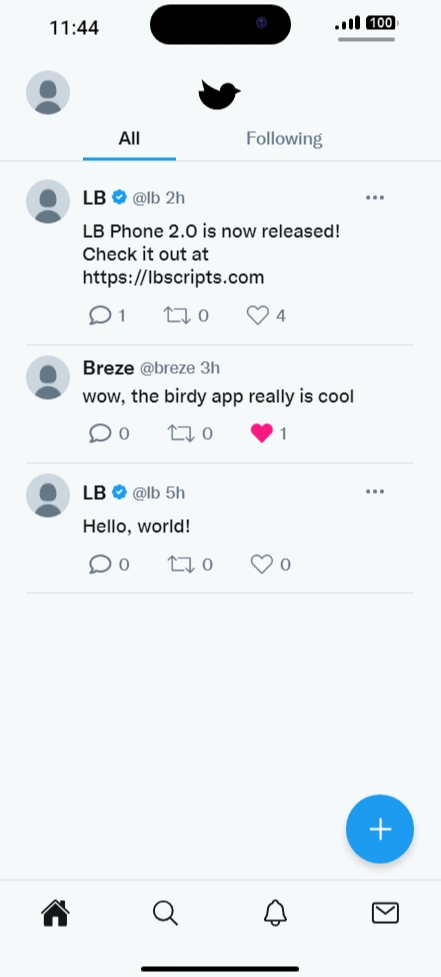 11:44
100
All
Following
LB @lb 2h
LB Phone 2.0 is now released!
Check it out at
https://lbscripts.com
1 0 4
Breze @breze 3h
wow, the birdy app really is cool
0 0 1
LB @lb 5h
Hello, world!
0 0 0